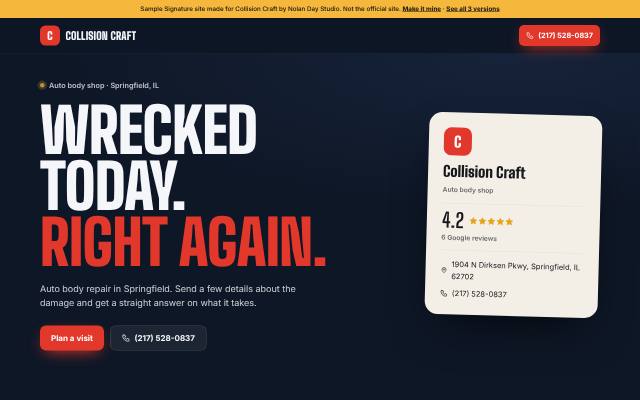 Sample Signature site made for Collision Craft by Nolan Day Studio. Not the official site. Make it mine · See all 3 versions
C COLLISION CRAFT
(217) 528-0837
Auto body shop · Springfield, IL
WRECKED
TODAY.
RIGHT AGAIN.
Auto body repair in Springfield. Send a few details about the
damage and get a straight answer on what it takes.
Plan a visit
(217) 528-0837
C
Collision Craft
Auto body shop
4.2 ★★★★★
6 Google reviews
1904 N Dirksen Pkwy, Springfield, IL
62702
(217) 528-0837